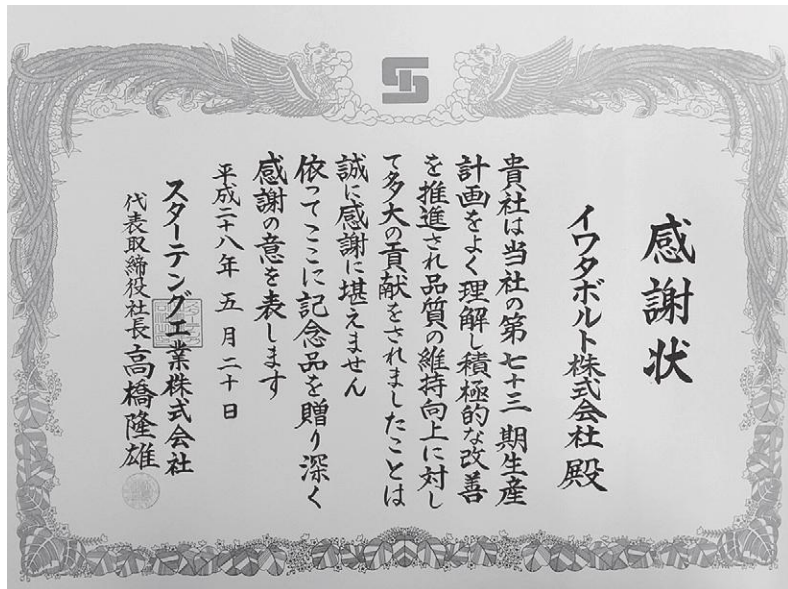 感謝状
イワタボルト株式会社 殿
貴社は当社の第七十三期生産
計画をよく理解し積極的な改善
を推進され品質の維持向上に対し
て多大の貢献をされましたことは
誠に感謝に堪えません
依ってここに記念品を贈り深く
感謝の意を表します
平成二十八年 五月二十日
スターテング工業株式会社
代表取締役社長 高橋隆雄